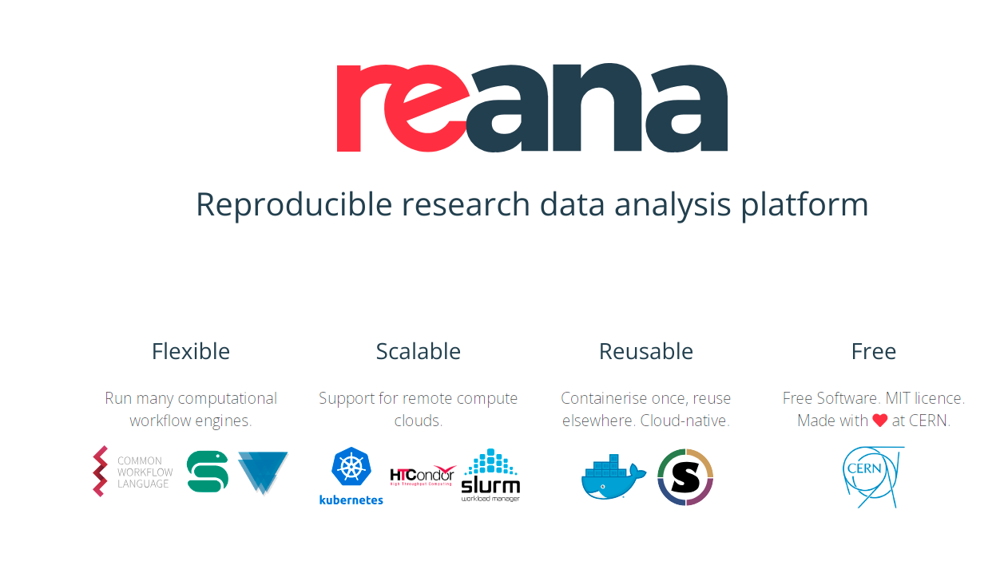 reana
Reproducible research data analysis platform
Flexible
Run many computational
workflow engines.
COMMON
WORKFLOW
LANGUAGE
Scalable
Support for remote compute
clouds.
kubernetes
HTCondor
High Throughput Computing
slurm
workload manager
Reusable
Containerise once, reuse
elsewhere. Cloud-native.
S
Free
Free Software. MIT licence.
Made with ♥ at CERN.
CERN